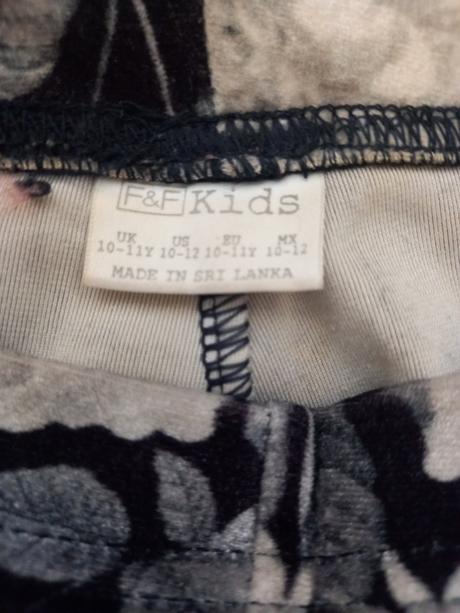 F&F Kids
UK US EU MX
10-11Y 10-12 10-11Y 10-12
MADE IN SRI LANKA